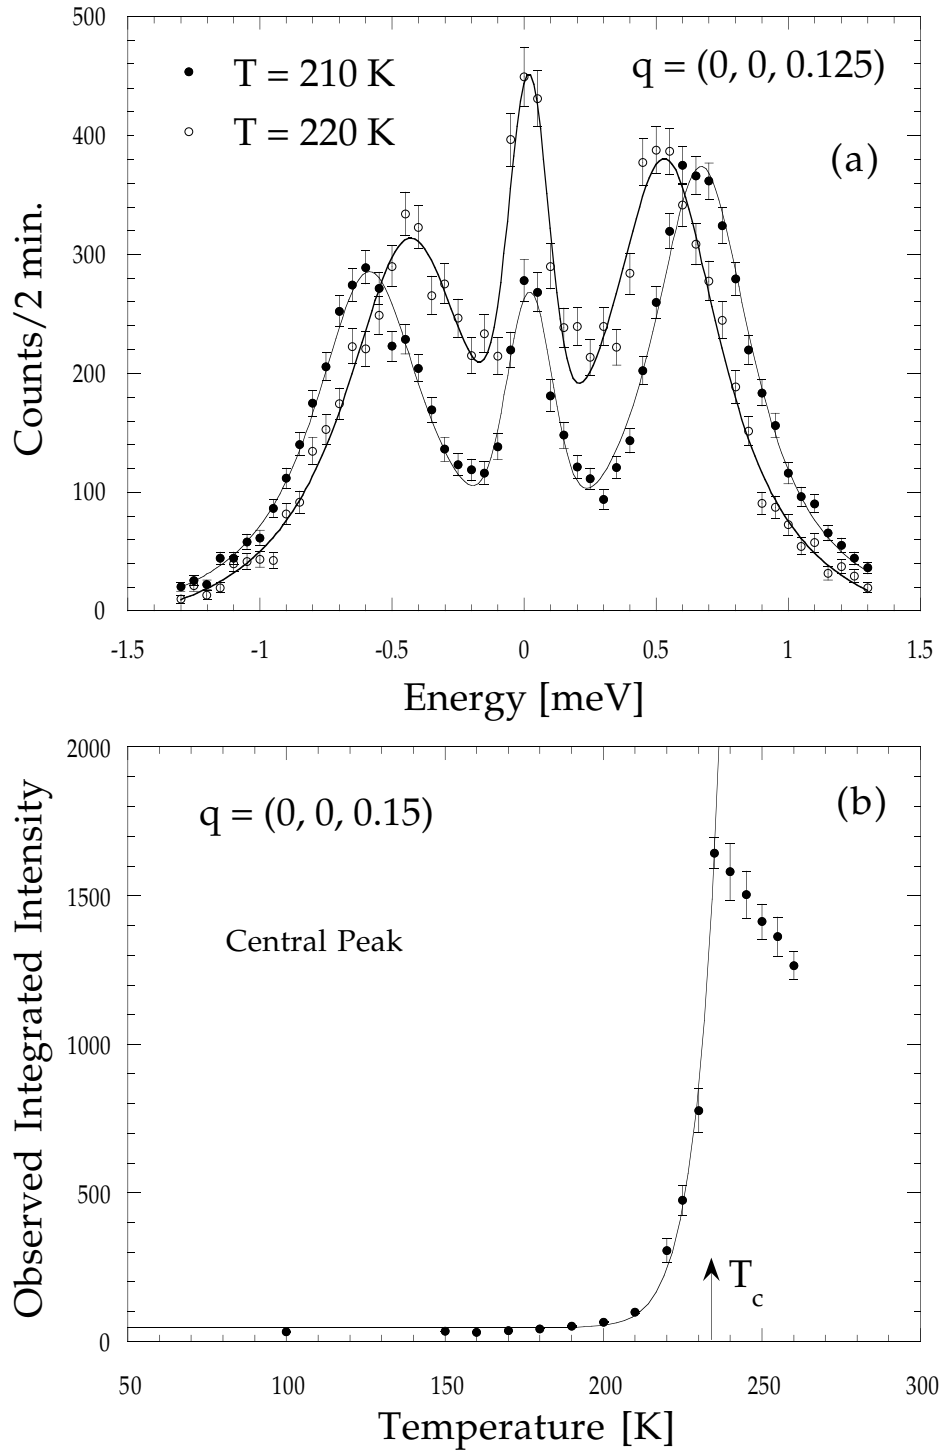 500
400
300
200
100
0
Counts/2 min.
T = 210 K
T = 220 K
q = (0, 0, 0.125)
(a)
-1.5 -1 -0.5 0 0.5 1 1.5
Energy [meV]
2000
1500
1000
500
0
Observed Integrated Intensity
q = (0, 0, 0.15)
(b)
Central Peak
Tc
50 100 150 200 250 300
Temperature [K]